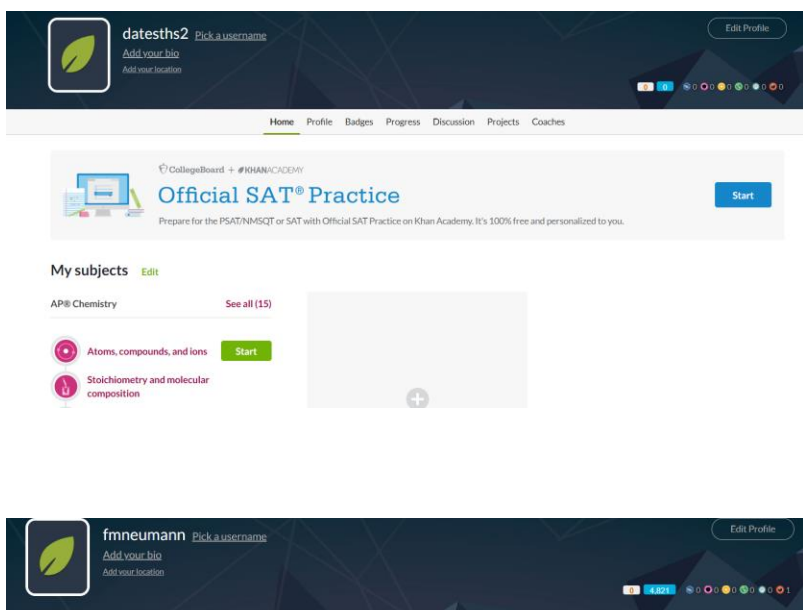 datesths2 Pick a username
Edit Profile
Add your bio
Add your location
0 0 0 0 0 0 0 0
Home Profile Badges Progress Discussion Projects Coaches
CollegeBoard + KHANACADEMY
Official SAT® Practice
Start
Prepare for the PSAT/NMSQT or SAT with Official SAT Practice on Khan Academy. It's 100% free and personalized to you.
My subjects Edit
AP® Chemistry See all (15)
Atoms, compounds, and ions Start
Stoichiometry and molecular
composition
fmneumann Pick a username
Edit Profile
Add your bio
Add your location
0 4,821 0 0 0 0 0 1